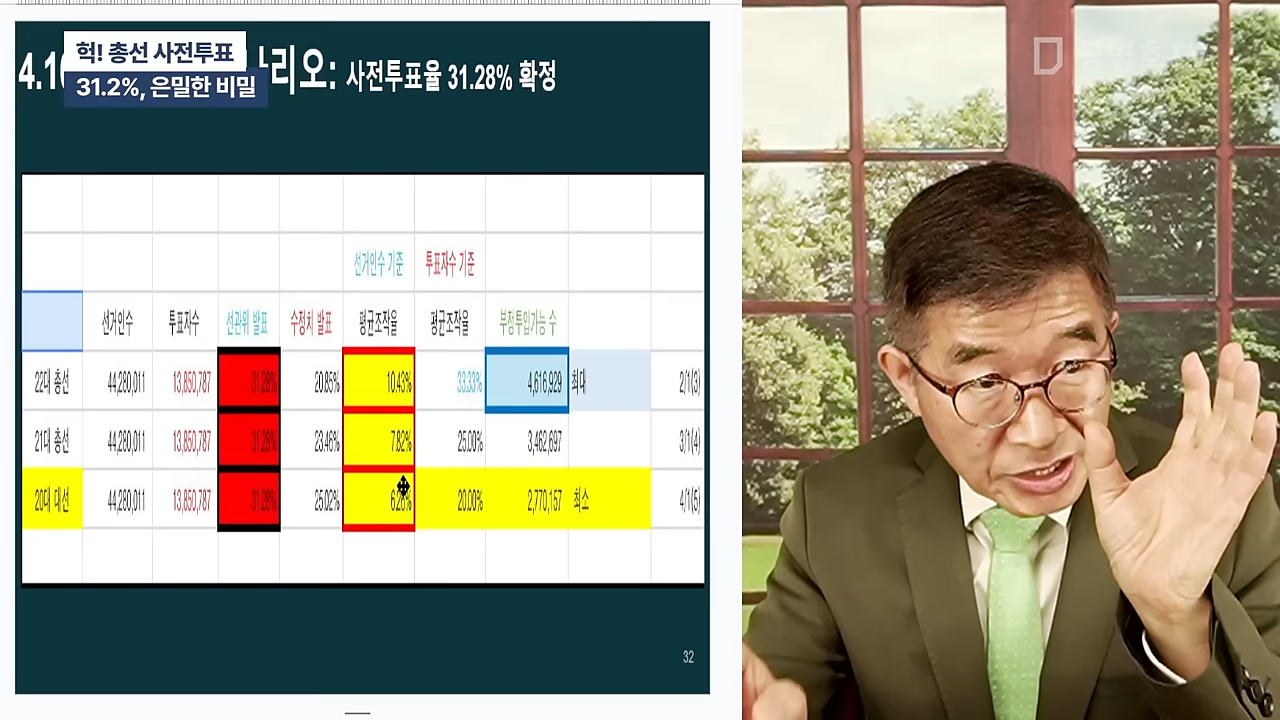 헉! 총선 사전투표
31.2%, 은밀한 비밀
4.1
리오: 사전투표율 31.28% 확정
선거인수 기준 투표자수 기준
선거인수 투표자수 선관위 발표 수정치 발표 평균조작율 평균조작율 부정투입가능 수
22대 총선 44,280,011 13,850,787 31.28% 20.85% 10.43% 33.33% 4,616,929 최대 2/1(3)
21대 총선 44,280,011 13,850,787 31.28% 23.46% 7.82% 25.00% 3,462,697 3/1(4)
20대 대선 44,280,011 13,850,787 31.28% 25.02% 20.00% 2,770,157 최소 4/1(5)
32